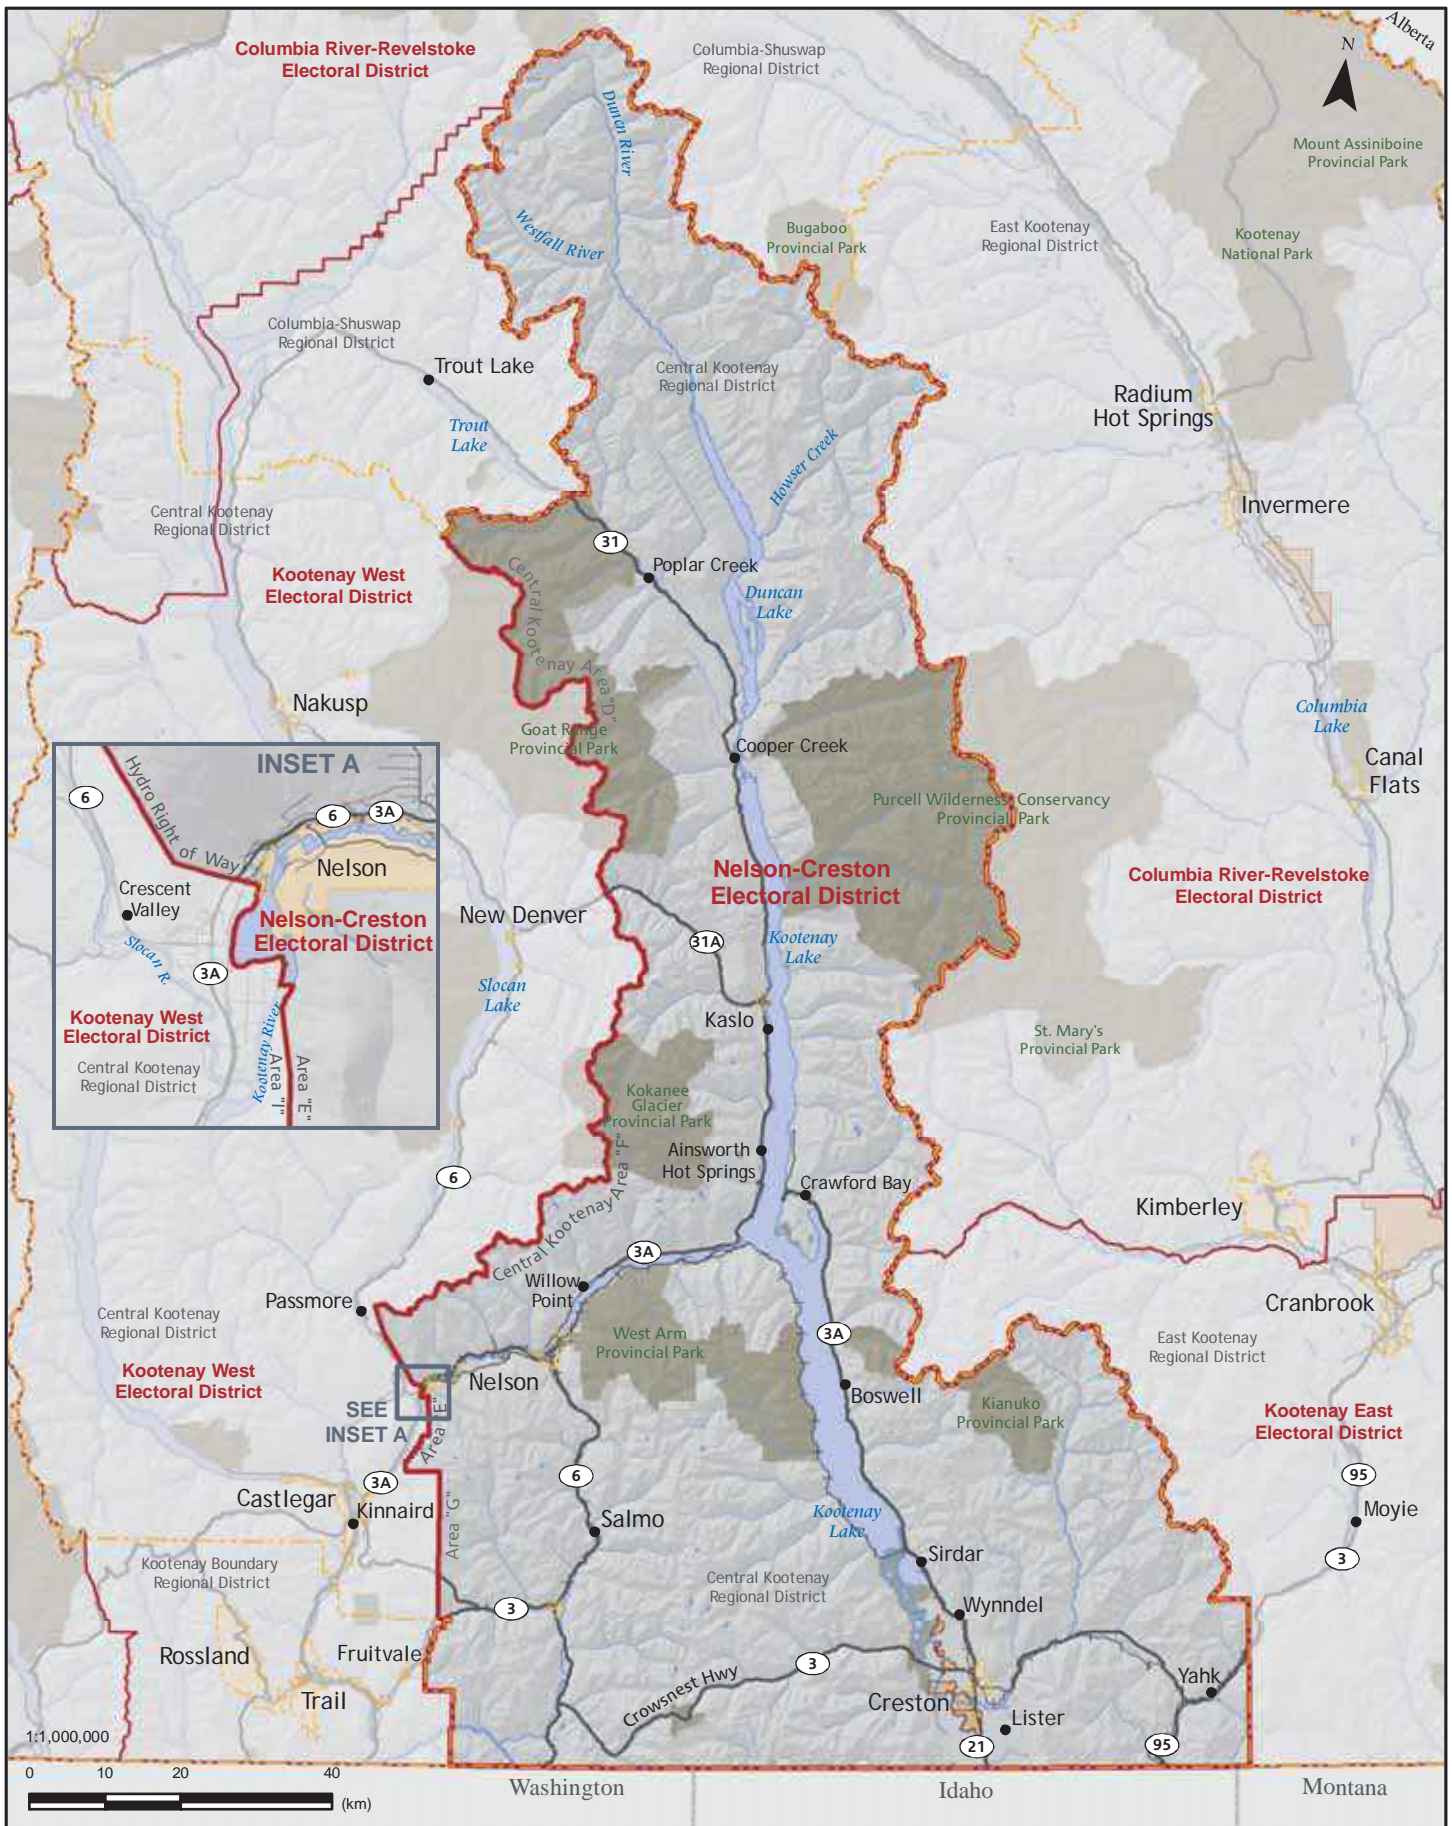 Alberta
Columbia River-Revelstoke
Electoral District
Columbia-Shuswap
Regional District
N
Duncn River
Mount Assiniboine
Provincial Park
Westfall River
Bugaboo
Provincial Park
East Kootenay
Regional District
Kootenay
National Park
Columbia-Shuswap
Regional District
Trout Lake
Central Kootenay
Regional District
Radium
Hot Springs
Trout
Lake
Howser Creek
Central Kootenay
Regional District
Invermere
31
Kootenay West
Electoral District
Poplar Creek
Central Kootenay Area "D"
Duncan
Lake
Nakusp
Goat Range
Provincial Park
Columbia
Lake
Cooper Creek
Canal
Flats
INSET A
Hydro Right of Way
6
6
3A
Nelson
Crescent
Valley
Nelson-Creston
Electoral District
Slocan R.
3A
Kootenay West
Electoral District
Kootenay River
Central Kootenay
Regional District
Area "I"
Area "E"
Purcell Wilderness Conservancy
Provincial Park
Nelson-Creston
Electoral District
Columbia River-Revelstoke
Electoral District
New Denver
31A
Kootenay
Lake
Slocan
Lake
Kaslo
St. Mary's
Provincial Park
Kokanee
Glacier
Provincial Park
Ainsworth
Hot Springs
6
Crawford Bay
Kimberley
Central Kootenay Area "F"
3A
Willow
Point
Passmore
Cranbrook
Central Kootenay
Regional District
West Arm
Provincial Park
3A
East Kootenay
Regional District
Kootenay West
Electoral District
Nelson
Boswell
SEE
INSET A
Area "E"
Kianuko
Provincial Park
Kootenay East
Electoral District
3A
6
95
Castlegar
Kinnaird
Area "G"
Salmo
Kootenay
Lake
Moyie
3
Sirdar
Kootenay Boundary
Regional District
Central Kootenay
Regional District
3
Wynndel
Rossland
Fruitvale
3
Yahk
Crowsnest Hwy
Trail
Creston
Lister
1:1,000,000
21
95
0
10
20
40
(km)
Washington
Idaho
Montana